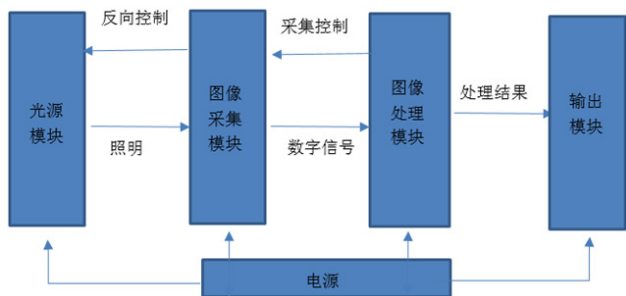 反向控制
采集控制
光源
模块
图像
采集
模块
图像
处理
模块
处理结果
输出
模块
照明
数字信号
电源